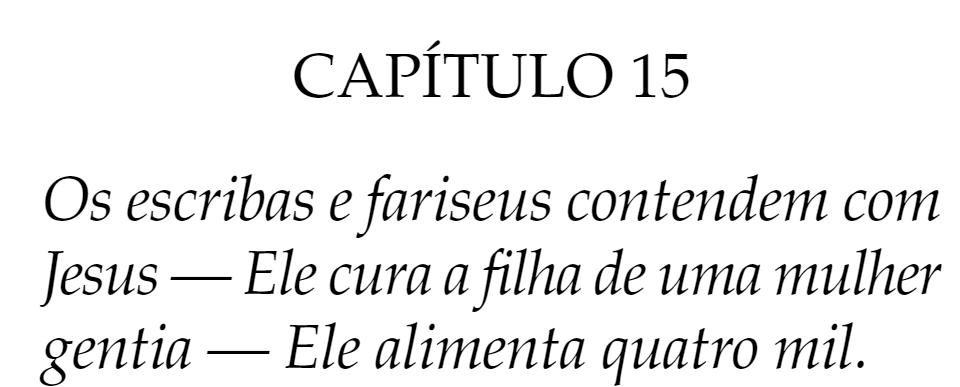 CAPÍTULO 15
Os escribas e fariseus contendem com
Jesus — Ele cura a filha de uma mulher
gentia — Ele alimenta quatro mil.